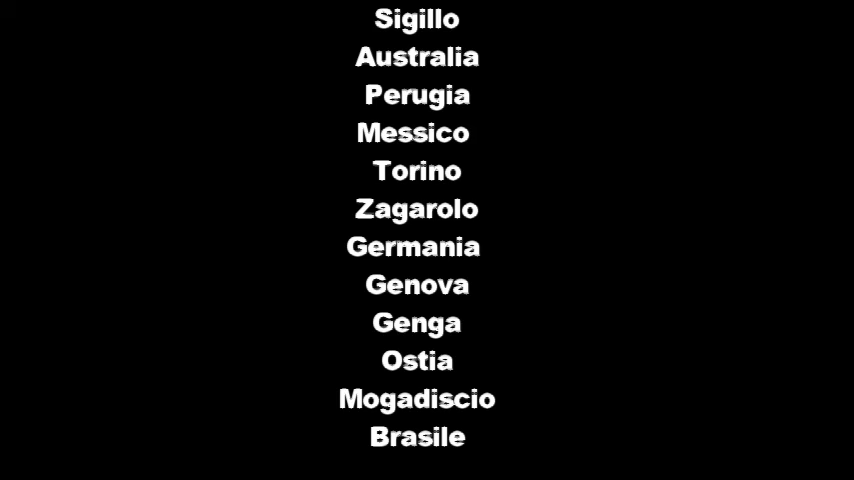 Sigillo
Australia
Perugia
Messico
Torino
Zagarolo
Germania
Genova
Genga
Ostia
Mogadiscio
Brasile